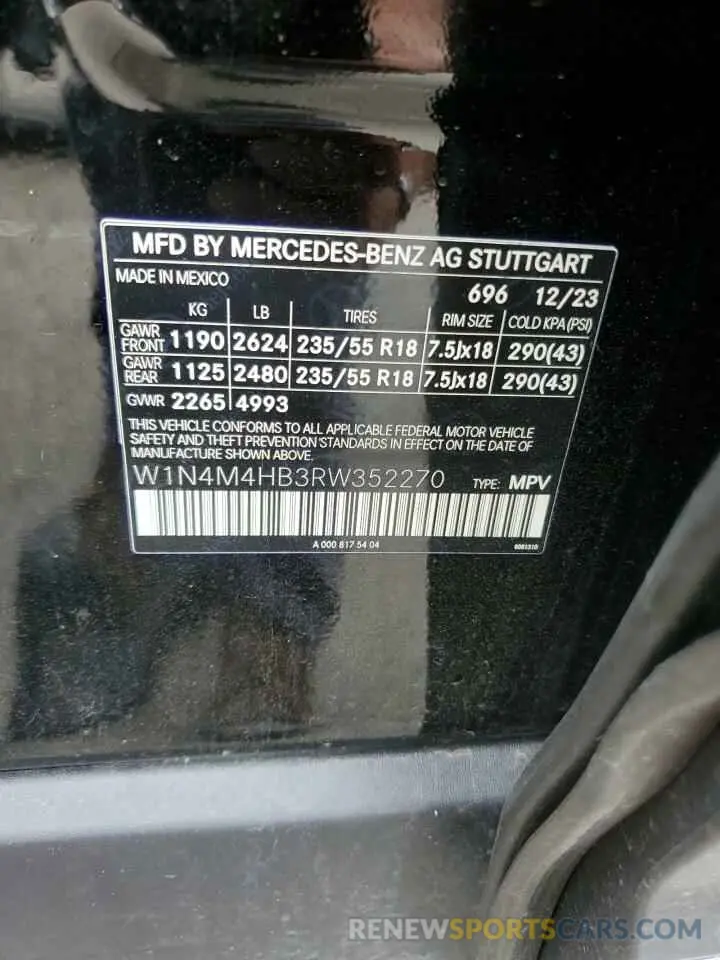 MFD BY MERCEDES-BENZ AG STUTTGART
MADE IN MEXICO 696 12/23
KG LB TIRES RIM SIZE COLD KPA (PSI)
GAWR FRONT 1190 2624 235/55 R18 7.5Jx18 290(43)
GAWR REAR 1125 2480 235/55 R18 7.5Jx18 290(43)
GVWR 2265 4993
THIS VEHICLE CONFORMS TO ALL APPLICABLE FEDERAL MOTOR VEHICLE
SAFETY AND THEFT PREVENTION STANDARDS IN EFFECT ON THE DATE OF
MANUFACTURE SHOWN ABOVE.
W1N4M4HB3RW352270 TYPE: MPV
A 000 817 54 04
RENEWSPORTSCARS.COM